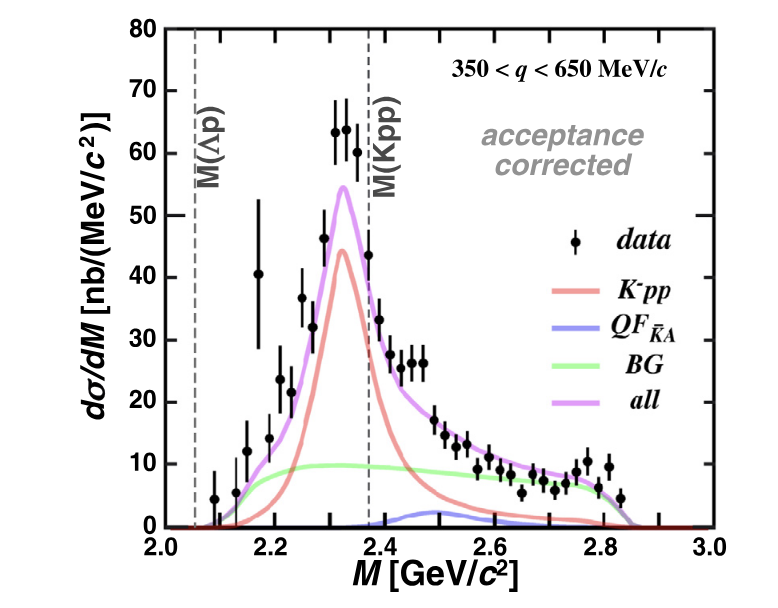 80
70
60
50
40
30
20
10
0
dσ/dM [nb/(MeV/c²)]
M(Λp)
M(Kpp)
350 < q < 650 MeV/c
acceptance
corrected
data
K⁻pp
QF_K̄A
BG
all
2.0 2.2 2.4 2.6 2.8 3.0
M [GeV/c²]